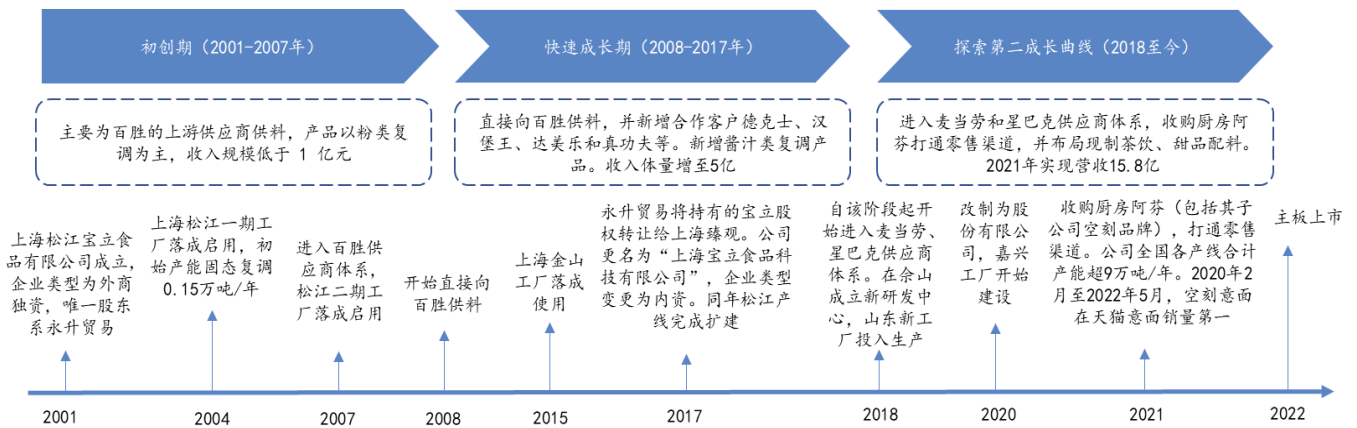 初创期（2001-2007年）
快速成长期（2008-2017年）
探索第二成长曲线（2018至今）
主要为百胜的上游供应商供料，产品以粉类复
调为主，收入规模低于 1 亿元
直接向百胜供料，并新增合作客户德克士、汉
堡王、达美乐和真功夫等。新增酱汁类复调产
品。收入体量增至5亿
进入麦当劳和星巴克供应商体系，收购厨房阿
芬打通零售渠道，并布局现制茶饮、甜品配料。
2021年实现营收15.8亿
上海松江宝立食
品有限公司成立，
企业类型为外商
独资，唯一股东
系永升贸易
上海松江一期工
厂落成启用，初
始产能固态复调
0.15万吨/年
进入百胜供
应商体系，
松江二期工
厂落成启用
开始直接向
百胜供料
上海金山
工厂落成
使用
永升贸易将持有的宝立股
权转让给上海臻观。公司
更名为“上海宝立食品科
技有限公司”，企业类型
变更为内资。同年松江产
线完成扩建
自该阶段起开
始进入麦当劳、
星巴克供应商
体系。在佘山
成立新研发中
心，山东新工
厂投入生产
改制为股
份有限公
司，嘉兴
工厂开始
建设
收购厨房阿芬（包括其子
公司空刻品牌），打通零售
渠道。公司全国各产线合计
产能超9万吨/年。2020年2
月至2022年5月，空刻意面
在天猫意面销量第一
主板上市
2001
2004
2007
2008
2015
2017
2018
2020
2021
2022